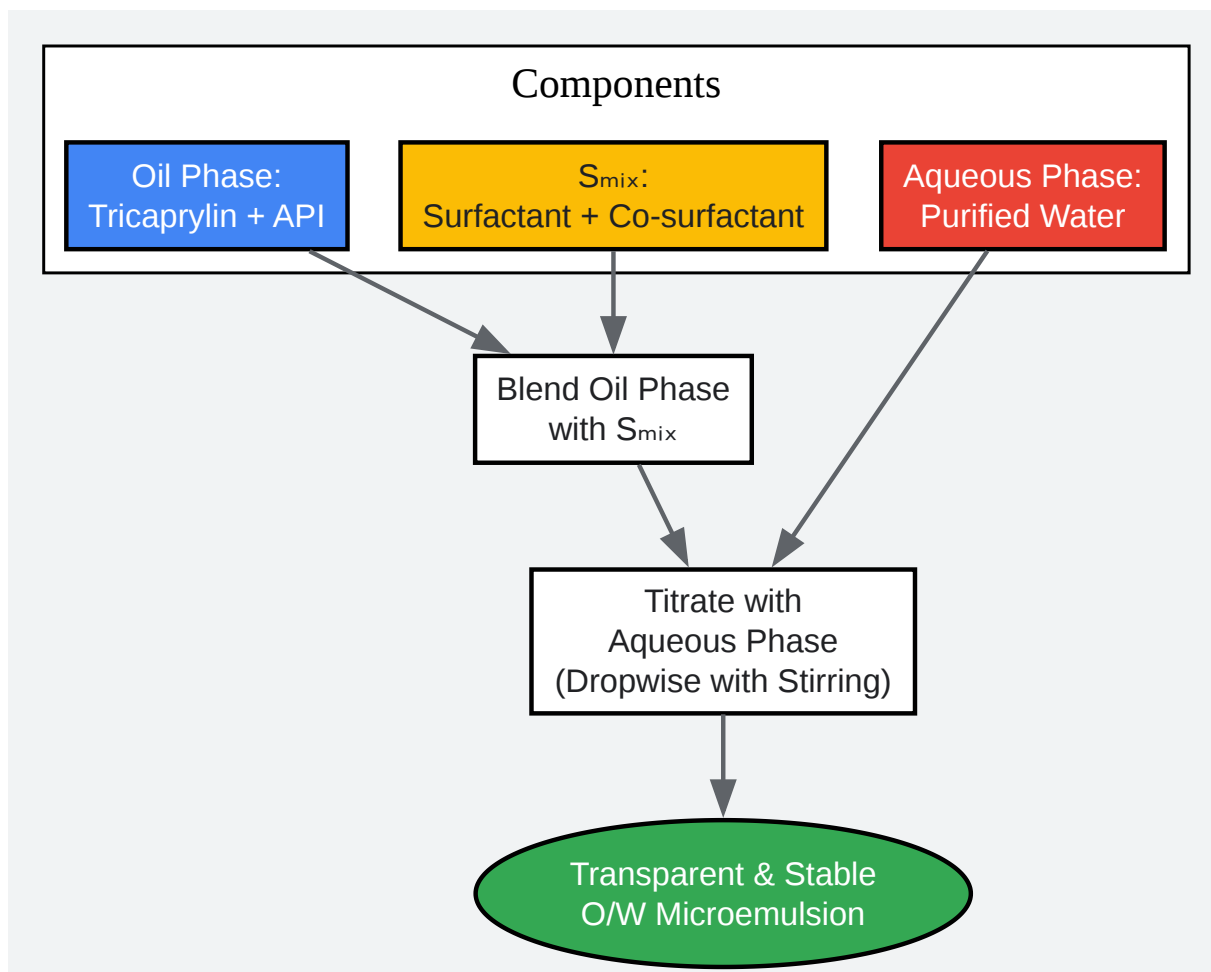 Components
Oil Phase:
Tricaprylin + API
Sₘᵢₓ:
Surfactant + Co-surfactant
Aqueous Phase:
Purified Water
Blend Oil Phase
with Sₘᵢₓ
Titrate with
Aqueous Phase
(Dropwise with Stirring)
Transparent & Stable
O/W Microemulsion